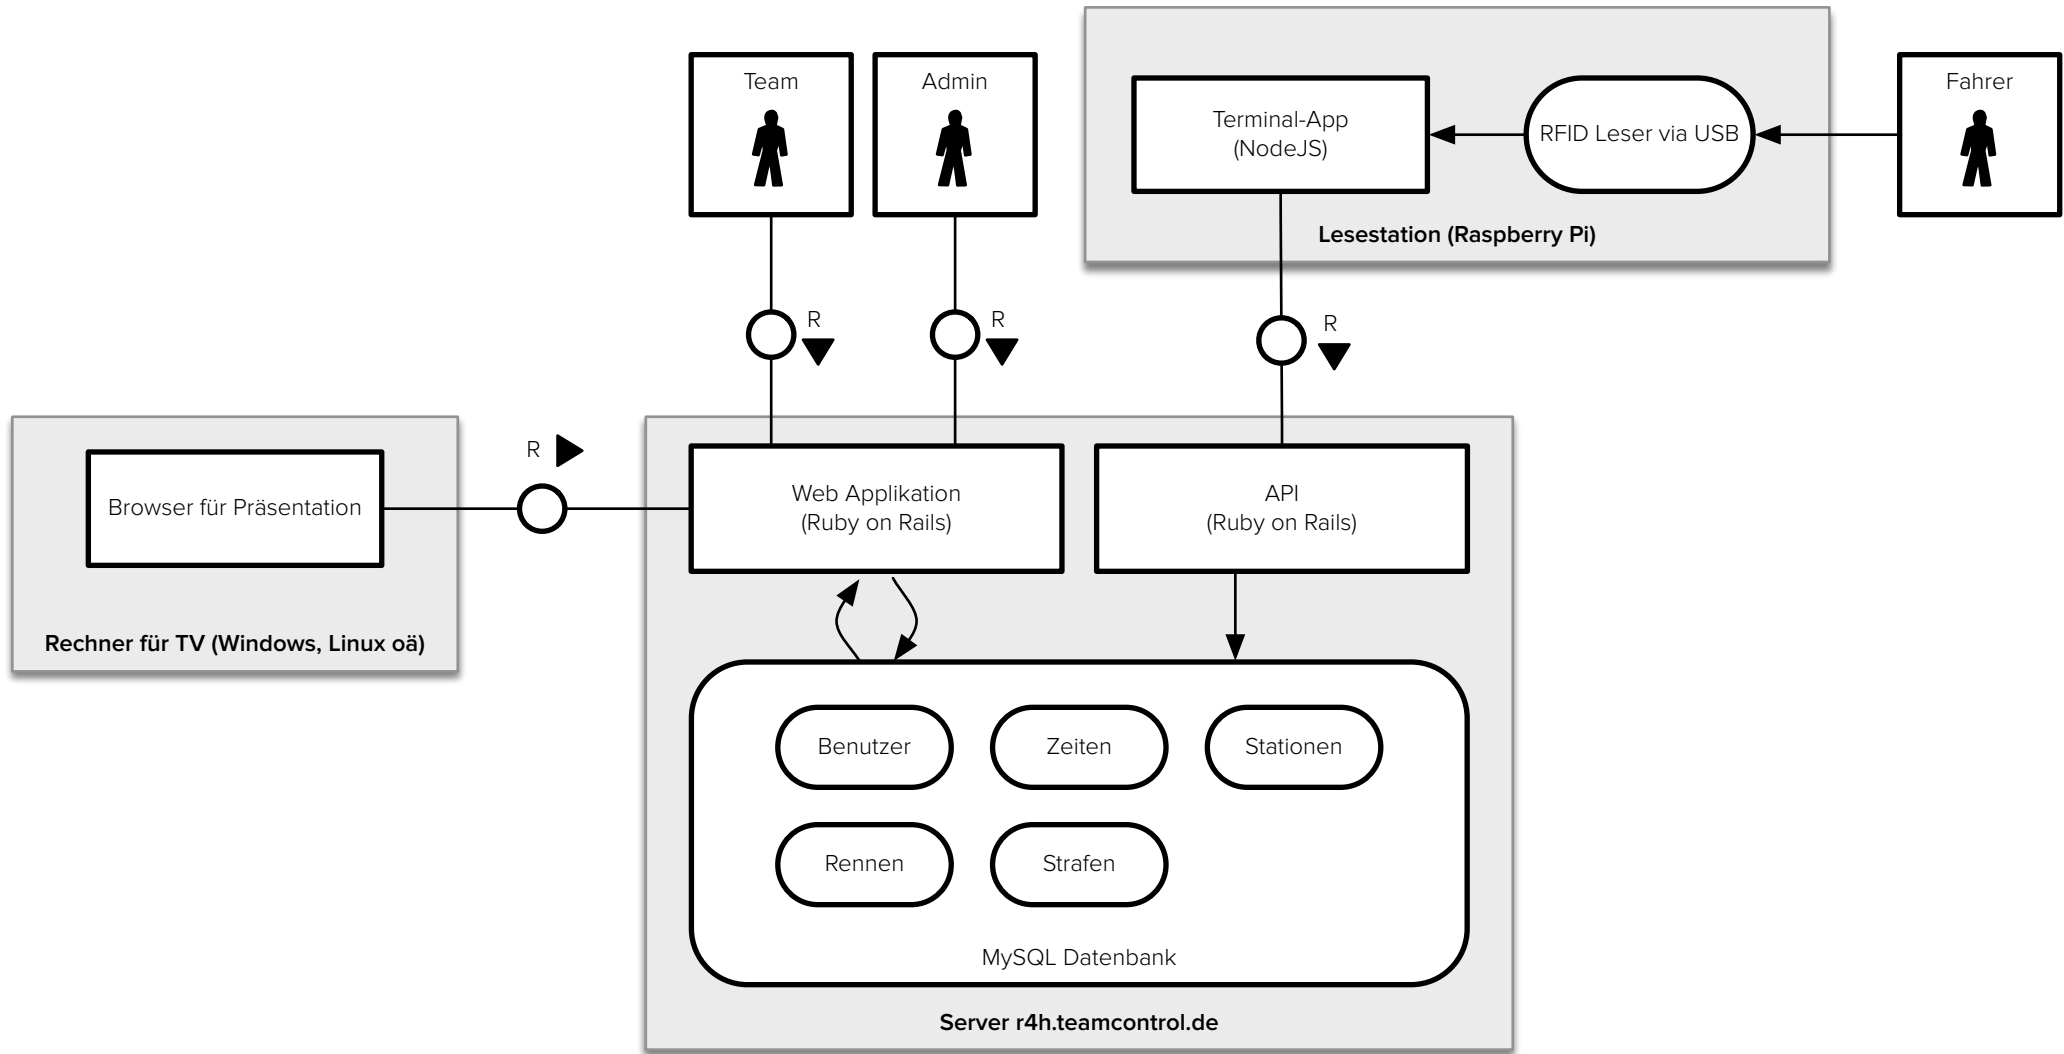 Team
Admin
Terminal-App
(NodeJS)
RFID Leser via USB
Fahrer
Lesestation (Raspberry Pi)
R
R
R
Browser für Präsentation
Rechner für TV (Windows, Linux oä)
R
Web Applikation
(Ruby on Rails)
API
(Ruby on Rails)
Benutzer
Zeiten
Stationen
Rennen
Strafen
MySQL Datenbank
Server r4h.teamcontrol.de